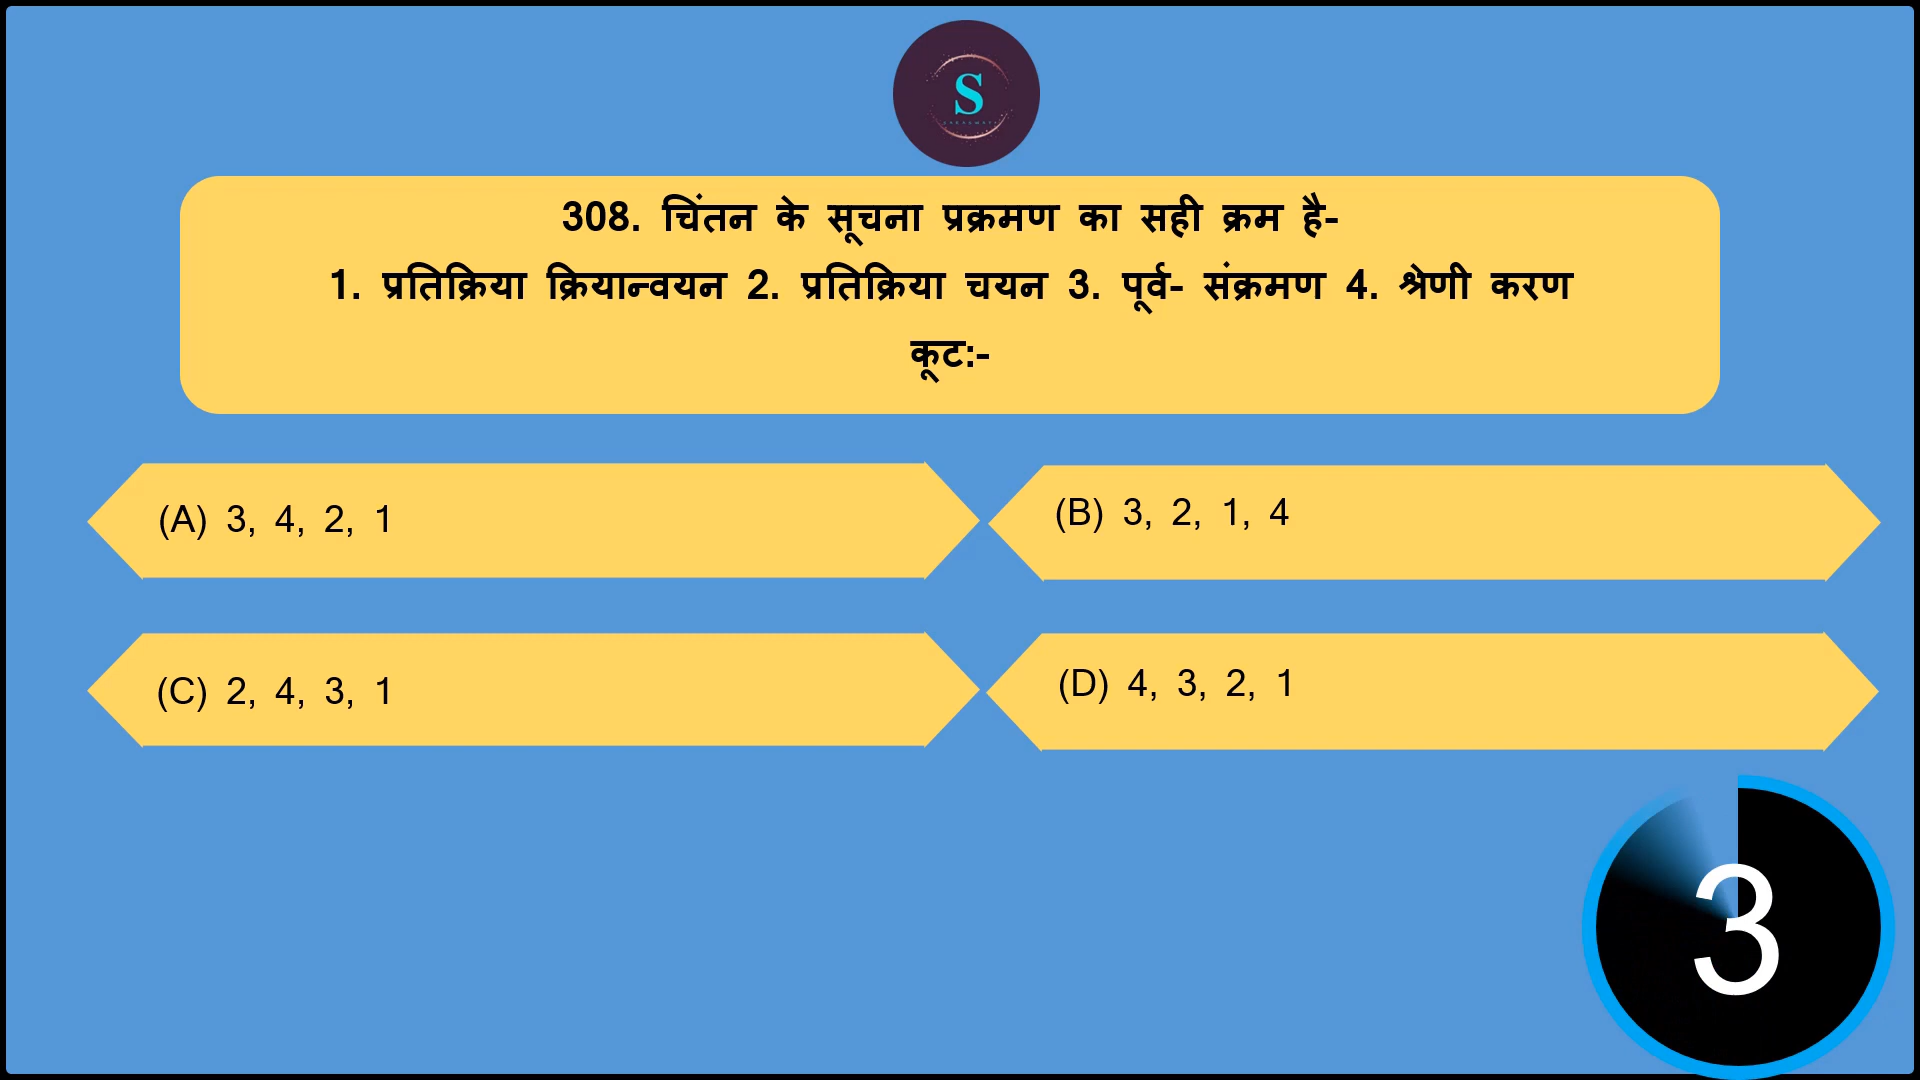 S
308. चिंतन के सूचना प्रक्रमण का सही क्रम है-
1. प्रतिक्रिया क्रियान्वयन 2. प्रतिक्रिया चयन 3. पूर्व- संक्रमण 4. श्रेणी करण
कूट:-
(A) 3, 4, 2, 1
(B) 3, 2, 1, 4
(C) 2, 4, 3, 1
(D) 4, 3, 2, 1
3